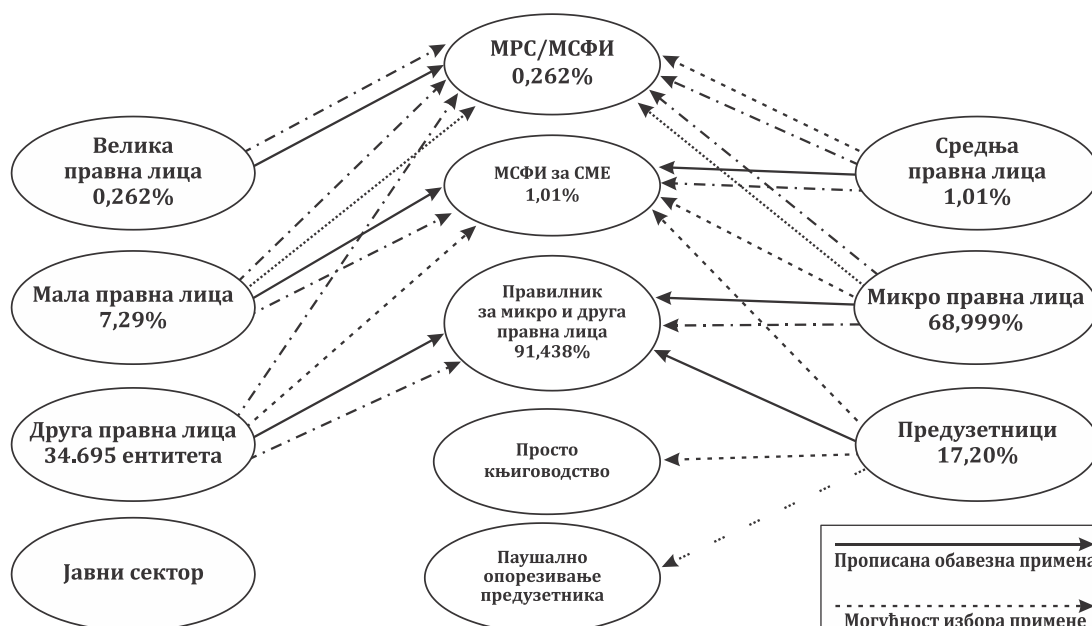 МРС/МСФИ
0,262%
Велика
правна лица
0,262%
МСФИ за СМЕ
1,01%
Средња
правна лица
1,01%
Мала правна лица
7,29%
Правилник
за микро и друга
правна лица
91,438%
Микро правна лица
68,999%
Друга правна лица
34.695 ентитета
Просто
књиговодство
Предузетници
17,20%
Јавни сектор
Паушално
опорезивање
предузетника
Прописана обавезна примена
Могућност избора примене